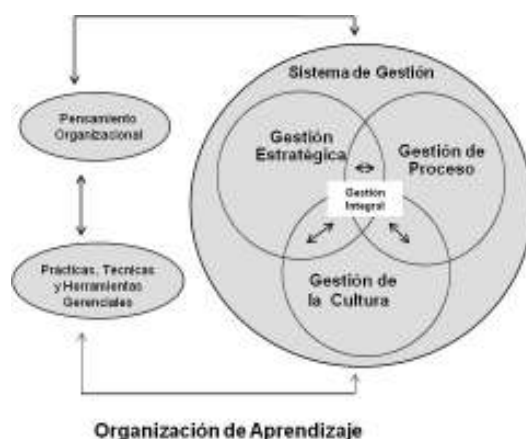 Sistema de Gestión
Pensamiento
Organizacional
Gestión
Estratégica
Gestión de
Proceso
Gestión
Integral
Prácticas, Tecnicas
y Herramientas
Gerenciales
Gestión de
la Cultura
Organización de Aprendizaje